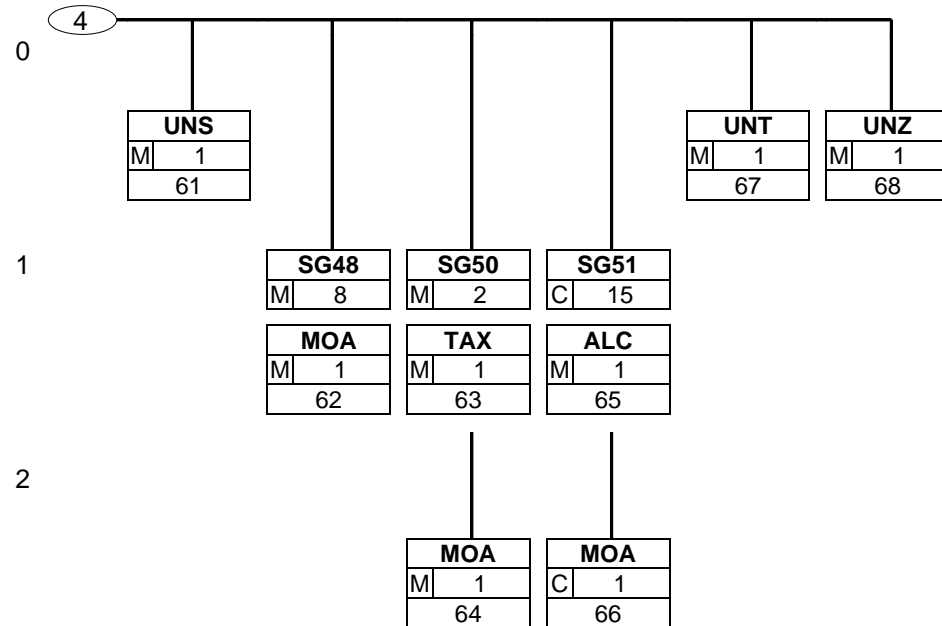 4
0
UNS
M 1
61
UNT
M 1
67
UNZ
M 1
68
1
SG48
M 8
MOA
M 1
62
SG50
M 2
TAX
M 1
63
SG51
C 15
ALC
M 1
65
2
MOA
M 1
64
MOA
C 1
66